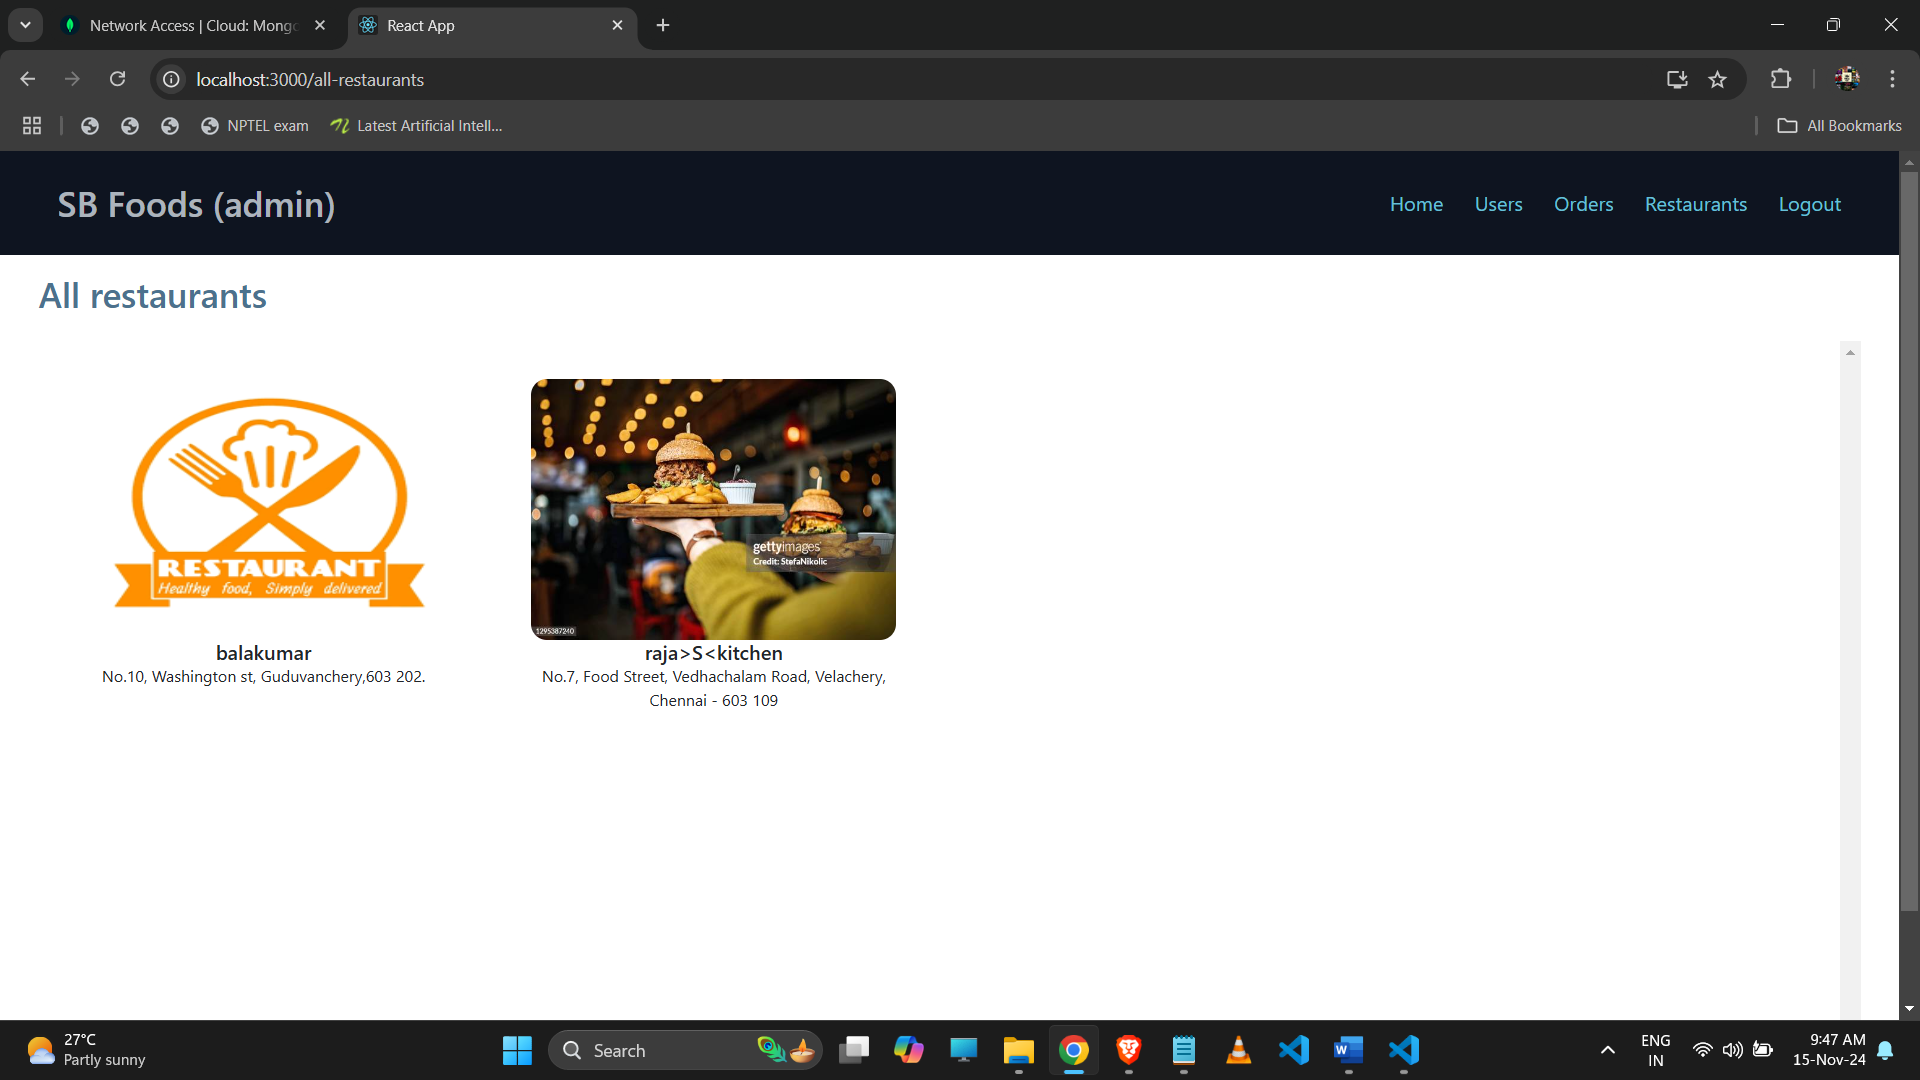 Network Access | Cloud: Mongo
React App
localhost:3000/all-restaurants
NPTEL exam
Latest Artificial Intell...
All Bookmarks
SB Foods (admin)
Home
Users
Orders
Restaurants
Logout
All restaurants
RESTAURANT
Healthy food, Simply delivered
balakumar
No.10, Washington st, Guduvanchery,603 202.
gettyimages
Credit: StefaNikolic
1295387240
raja>S<kitchen
No.7, Food Street, Vedhachalam Road, Velachery,
Chennai - 603 109
27°C
Partly sunny
Search
ENG
IN
9:47 AM
15-Nov-24